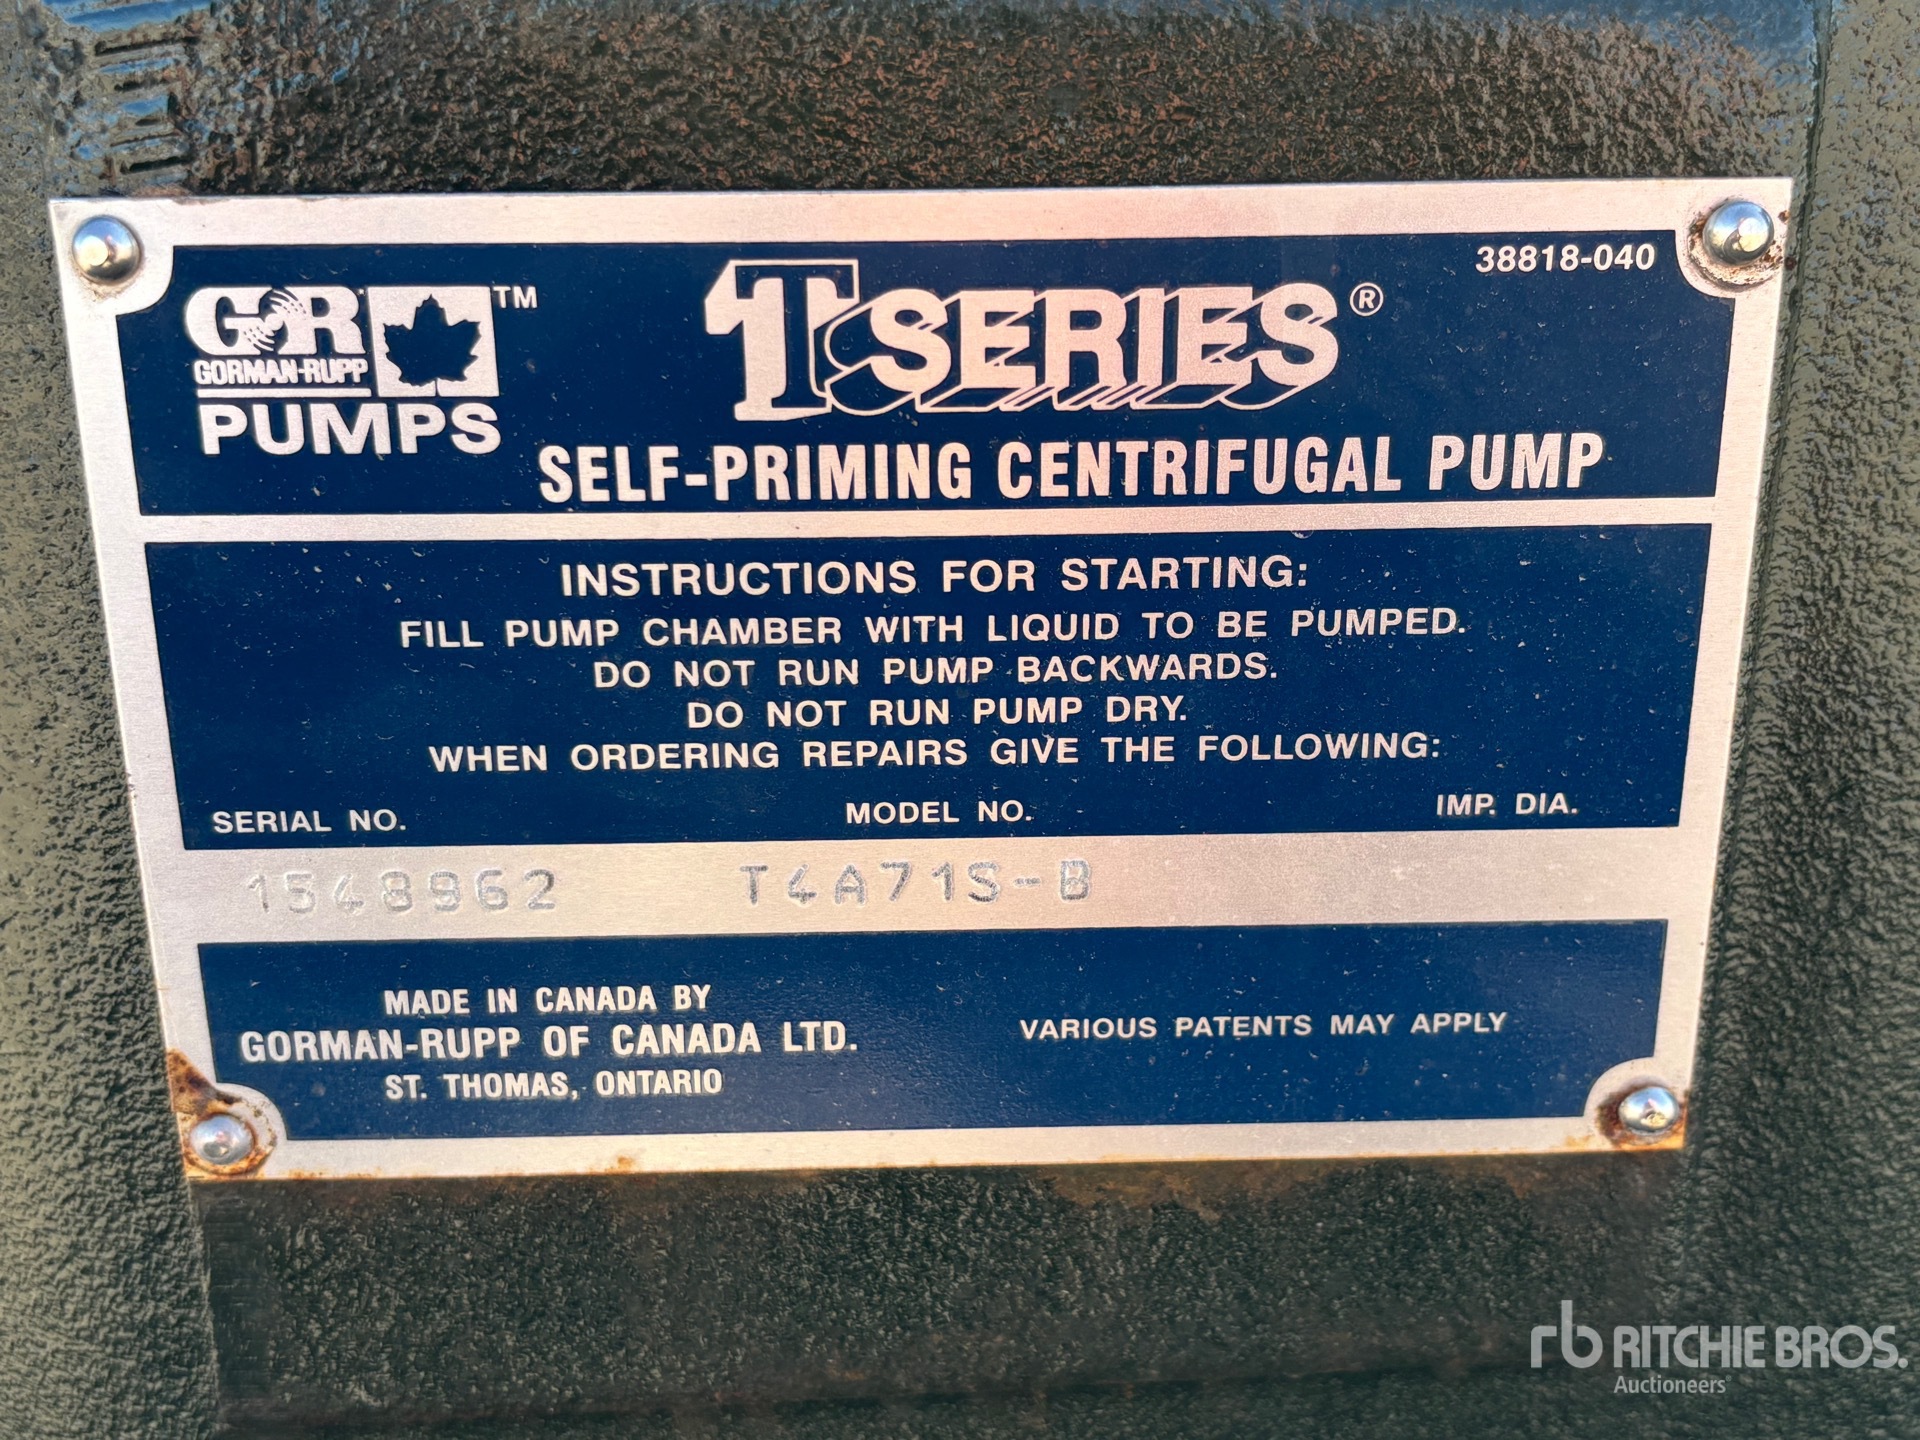 38818-040
GR
GORMAN-RUPP
PUMPS
TM
T SERIES®
SELF-PRIMING CENTRIFUGAL PUMP
INSTRUCTIONS FOR STARTING:
FILL PUMP CHAMBER WITH LIQUID TO BE PUMPED.
DO NOT RUN PUMP BACKWARDS.
DO NOT RUN PUMP DRY.
WHEN ORDERING REPAIRS GIVE THE FOLLOWING:
SERIAL NO. MODEL NO. IMP. DIA.
1548962 T4A71S-B
MADE IN CANADA BY
GORMAN-RUPP OF CANADA LTD.
ST. THOMAS, ONTARIO
VARIOUS PATENTS MAY APPLY
rb RITCHIE BROS.
Auctioneers